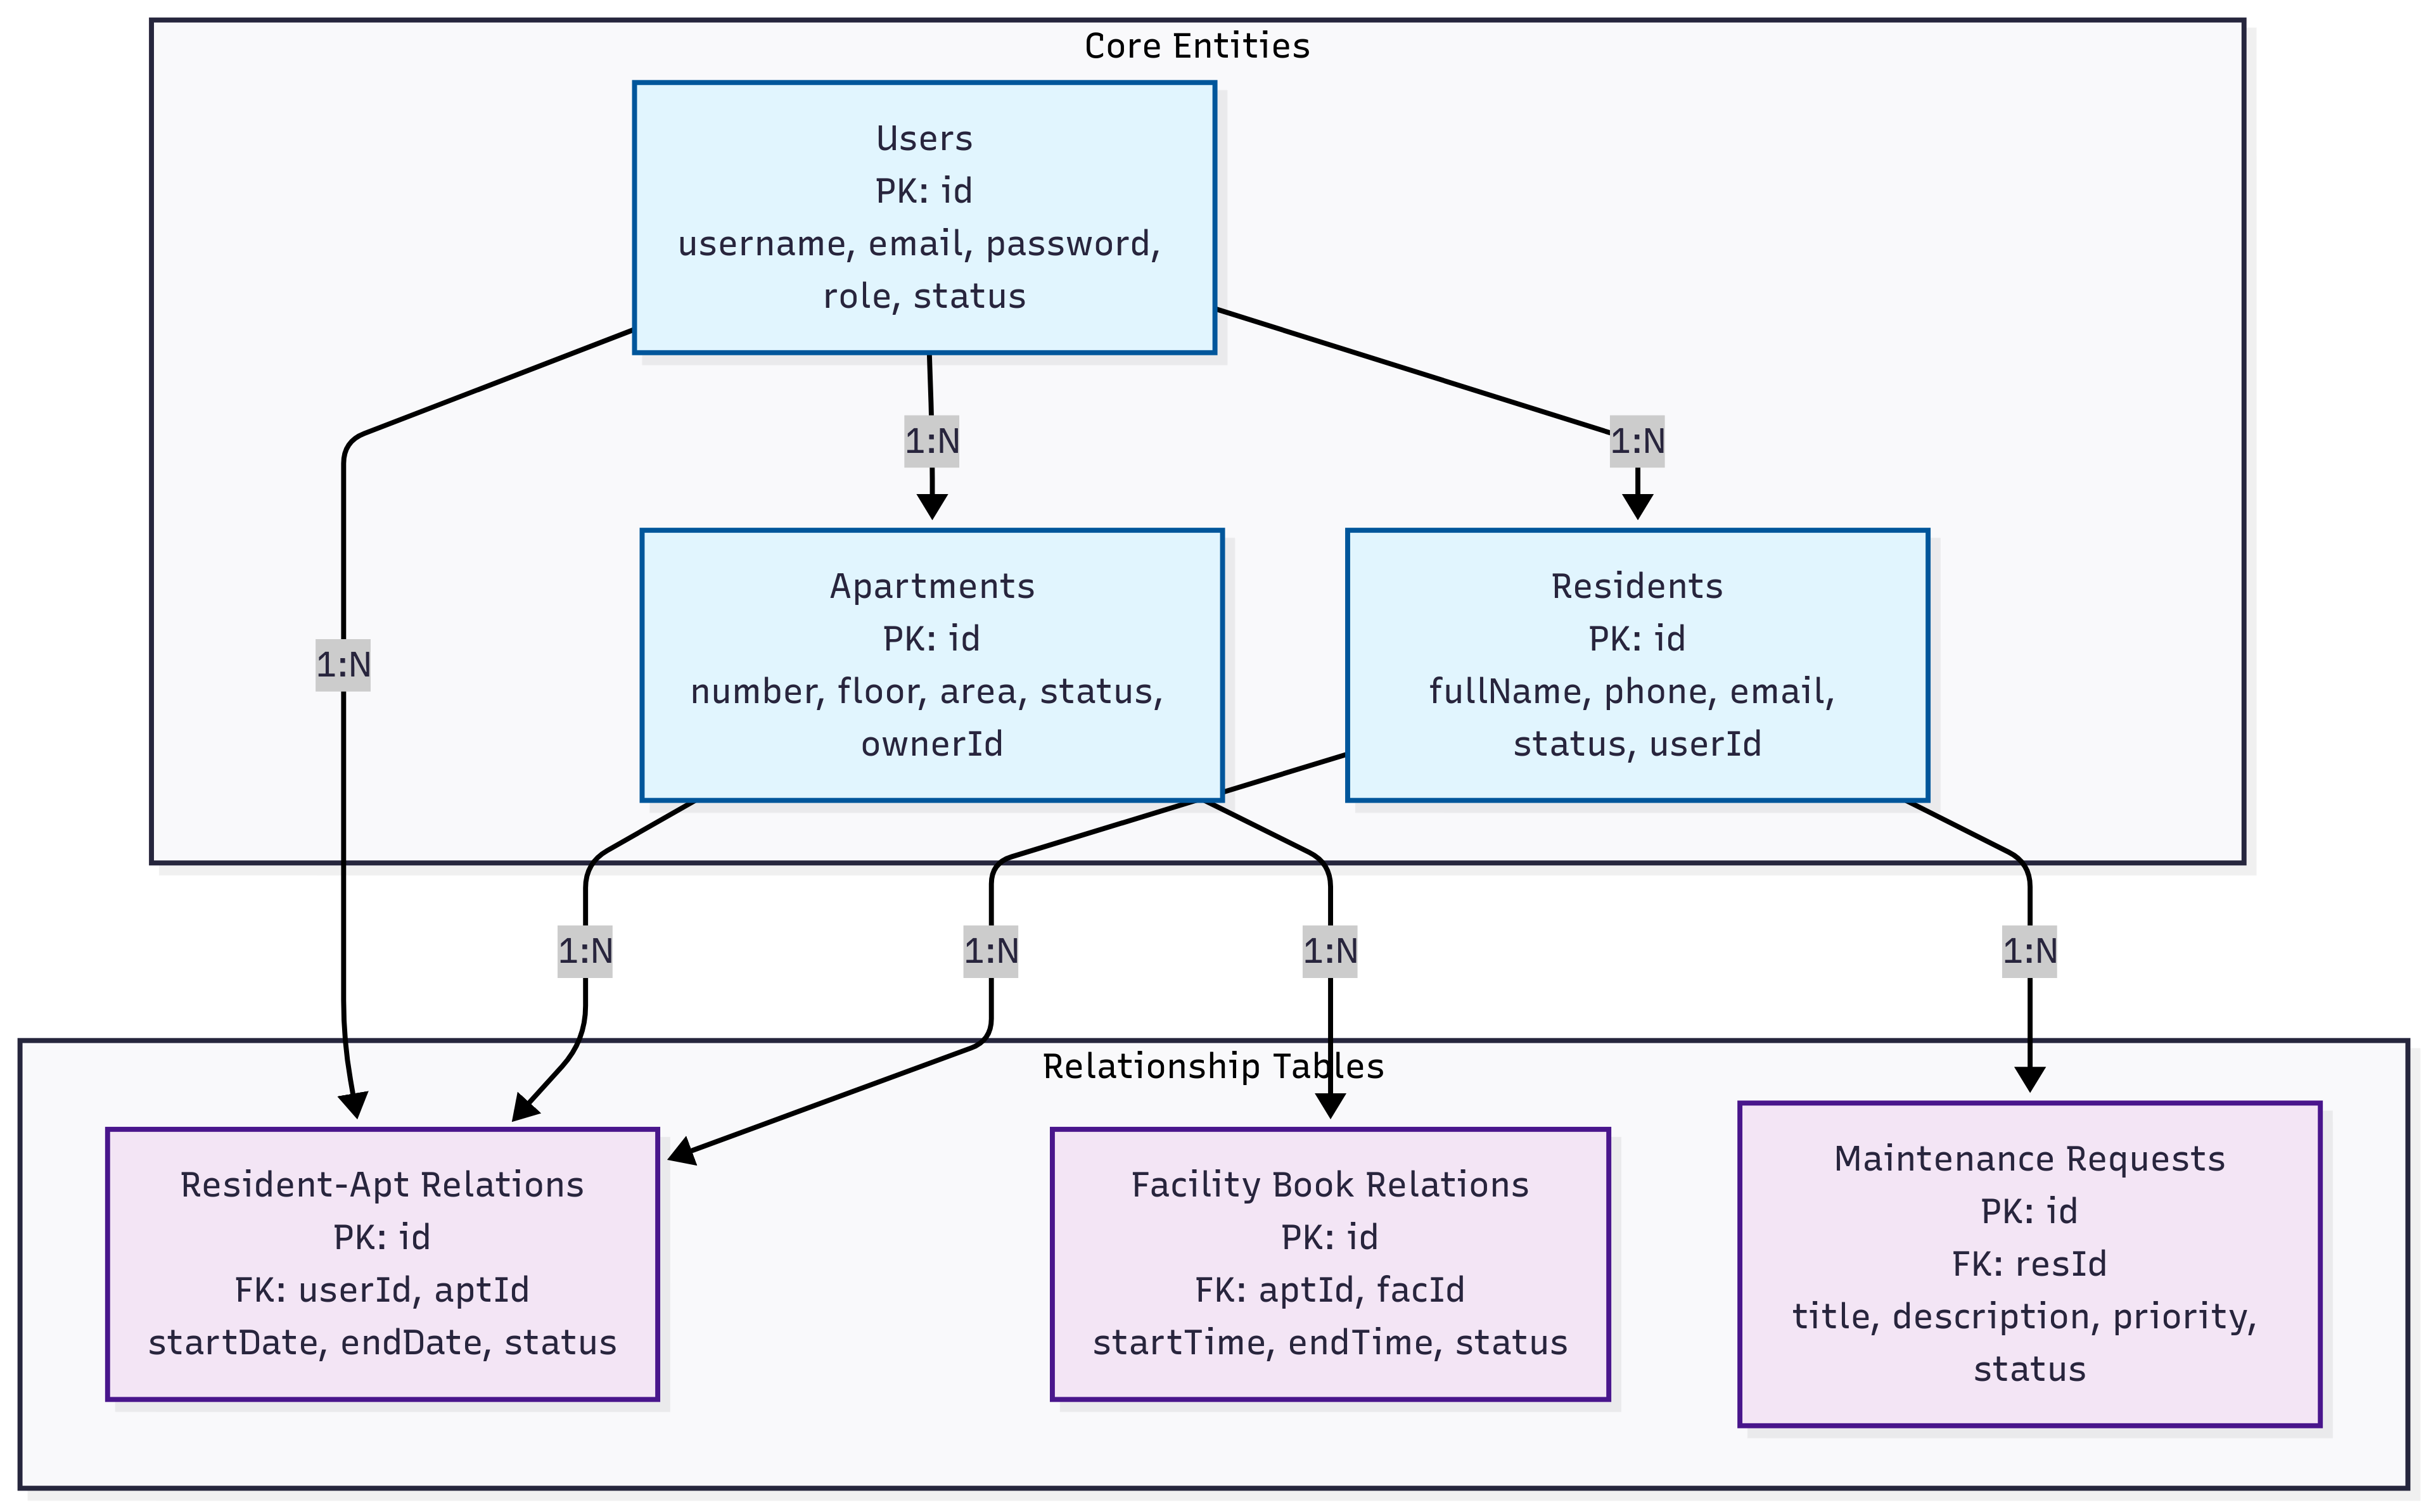 Core Entities
Users
PK: id
username, email, password,
role, status
1:N
1:N
Apartments
PK: id
number, floor, area, status,
ownerId
Residents
PK: id
fullName, phone, email,
status, userId
1:N
1:N
1:N
1:N
1:N
Relationship Tables
Resident-Apt Relations
PK: id
FK: userId, aptId
startDate, endDate, status
Facility Book Relations
PK: id
FK: aptId, facId
startTime, endTime, status
Maintenance Requests
PK: id
FK: resId
title, description, priority,
status